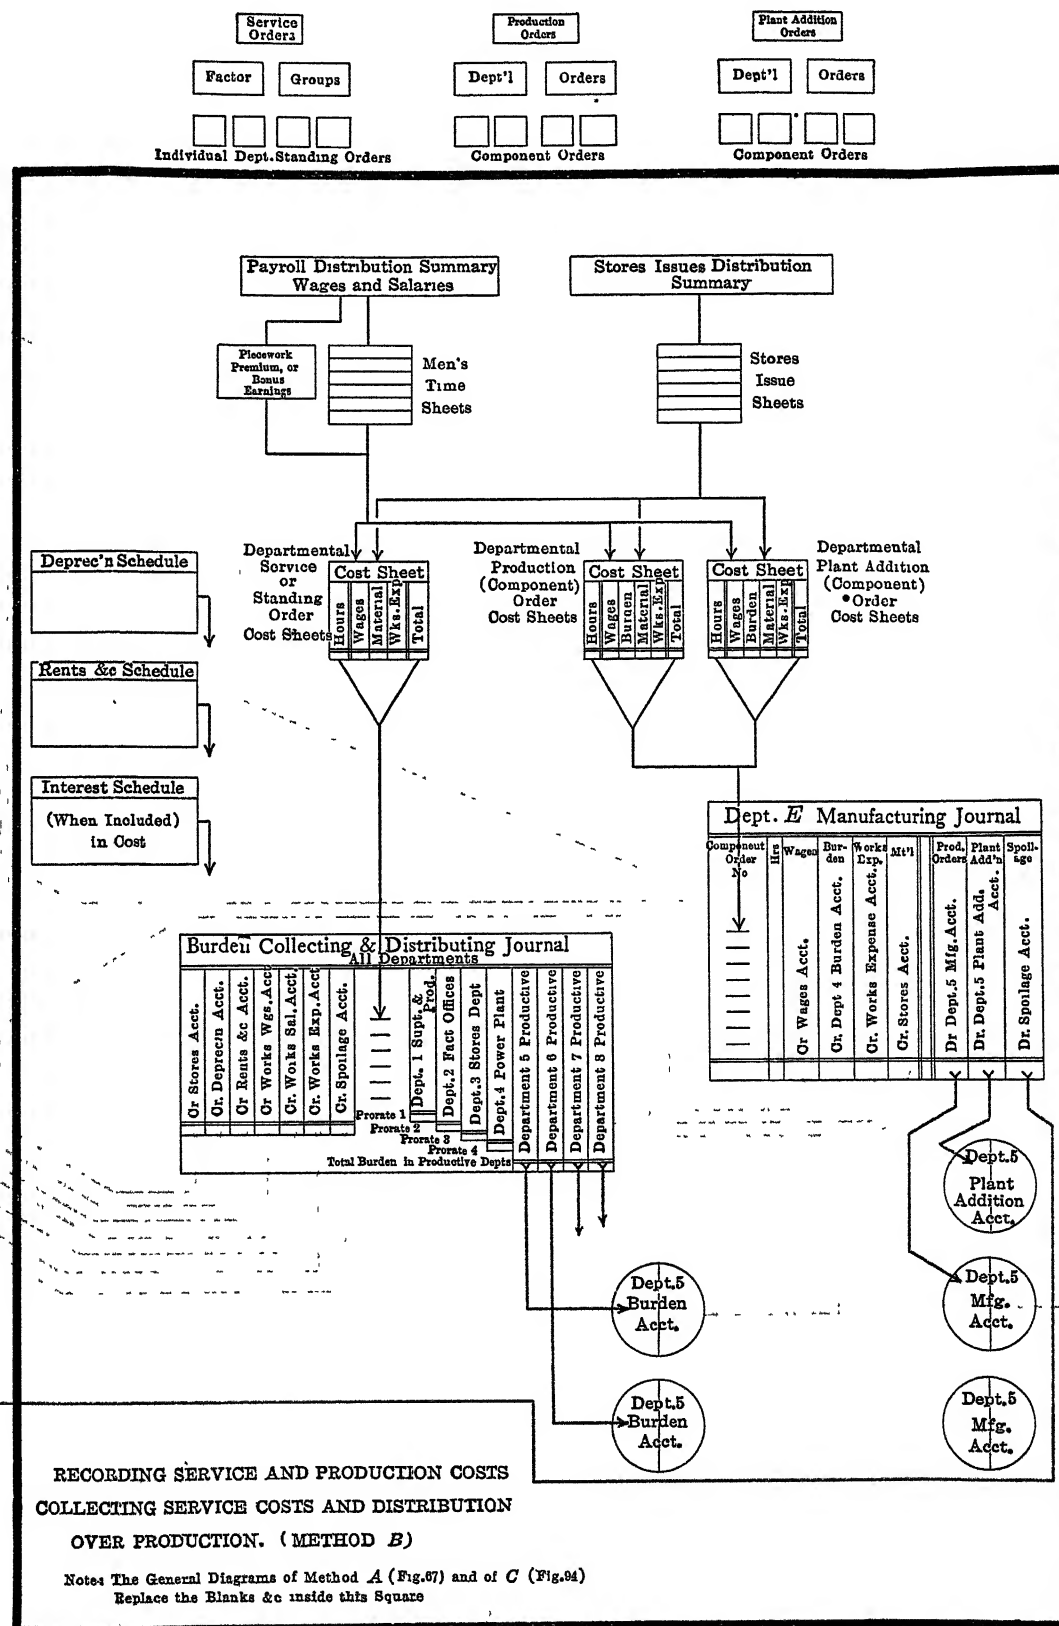 Service
Orders
Production
Orders
Plant Addition
Orders
Factor
Groups
Dept'l
Orders
Dept'l
Orders
Individual Dept.Standing Orders
Component Orders
Component Orders
Payroll Distribution Summary
Wages and Salaries
Stores Issues Distribution
Summary
Piecework
Premium, or
Bonus
Earnings
Men's
Time
Sheets
Stores
Issue
Sheets
Deprec'n Schedule
Rents &c Schedule
Interest Schedule
(When Included)
in Cost
Departmental
Service
or
Standing
Order
Cost Sheets
Cost Sheet
Hours
Wages
Material
Wks.Exp
Total
Departmental
Production
(Component)
Order
Cost Sheets
Cost Sheet
Hours
Wages
Burden
Material
Wks.Exp
Total
Cost Sheet
Hours
Wages
Burden
Material
Wks.Exp
Total
Departmental
Plant Addition
(Component)
Order
Cost Sheets
Dept. E Manufacturing Journal
Component
Order
No
Hrs
Wages
Cr Wages Acct.
Bur-
den
Cr. Dept 4 Burden Acct.
Works
Exp.
Cr. Works Expense Acct.
Mt'l
Cr. Stores Acct.
Prod.
Orders
Dr Dept.5 Mfg.Acct.
Plant
Add'n
Dr. Dept.5 Plant Add.
Acct.
Spoil-
age
Dr. Spoilage Acct.
Burden Collecting & Distributing Journal
All Departments
Cr Stores Acct.
Cr. Deprecin Acct.
Cr Rents &c Acct.
Cr Works Wgs.Acct
Cr. Works Sal.Acct.
Cr. Works Exp.Acct
Cr. Spoilage Acct.
Dept. 1 Supt.&
Prod.
Dept.2 Fact Offices
Dept.3 Stores Dept
Dept.4 Power Plant
Department 5 Productive
Department 6 Productive
Department 7 Productive
Department 8 Productive
Prorate 1
Prorate 2
Prorate 3
Prorate 4
Total Burden in Productive Depts
Dept.5
Plant
Addition
Acct.
Dept.5
Burden
Acct.
Dept.5
Mfg.
Acct.
Dept.5
Burden
Acct.
Dept.5
Mfg.
Acct.
RECORDING SERVICE AND PRODUCTION COSTS
COLLECTING SERVICE COSTS AND DISTRIBUTION
OVER PRODUCTION. (METHOD B)
Note: The General Diagrams of Method A (Fig.67) and of C (Fig.94)
Replace the Blanks &c inside this Square